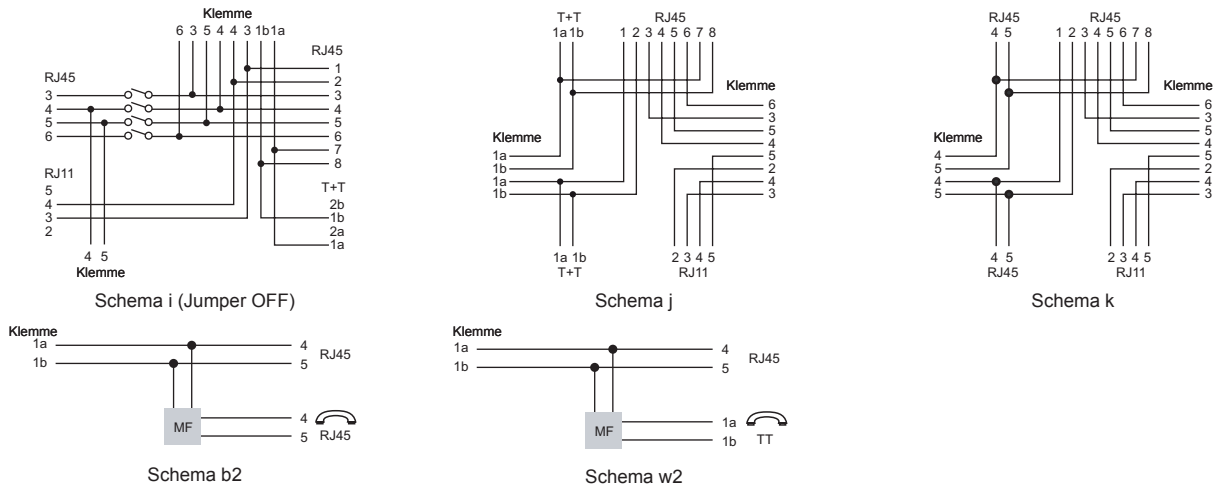 Klemme
6 3 5 4 4 3 1b1a
RJ45
1
2
3
4
5
6
7
8
RJ45
3
4
5
6
RJ11
5
4
3
2
T+T
2b
1b
2a
1a
4 5
Klemme
Schema i (Jumper OFF)
T+T
1a 1b
RJ45
1 2 3 4 5 6 7 8
Klemme
6
3
5
4
5
2
4
3
Klemme
1a
1b
1a
1b
1a 1b
T+T
2 3 4 5
RJ11
Schema j
RJ45
4 5
RJ45
1 2 3 4 5 6 7 8
Klemme
6
3
5
4
5
2
4
3
Klemme
4
5
4
5
4 5
RJ45
2 3 4 5
RJ11
Schema k
Klemme
1a
1b
4
5
RJ45
MF
4
5
RJ45
Schema b2
Klemme
1a
1b
4
5
RJ45
MF
1a
1b
TT
Schema w2